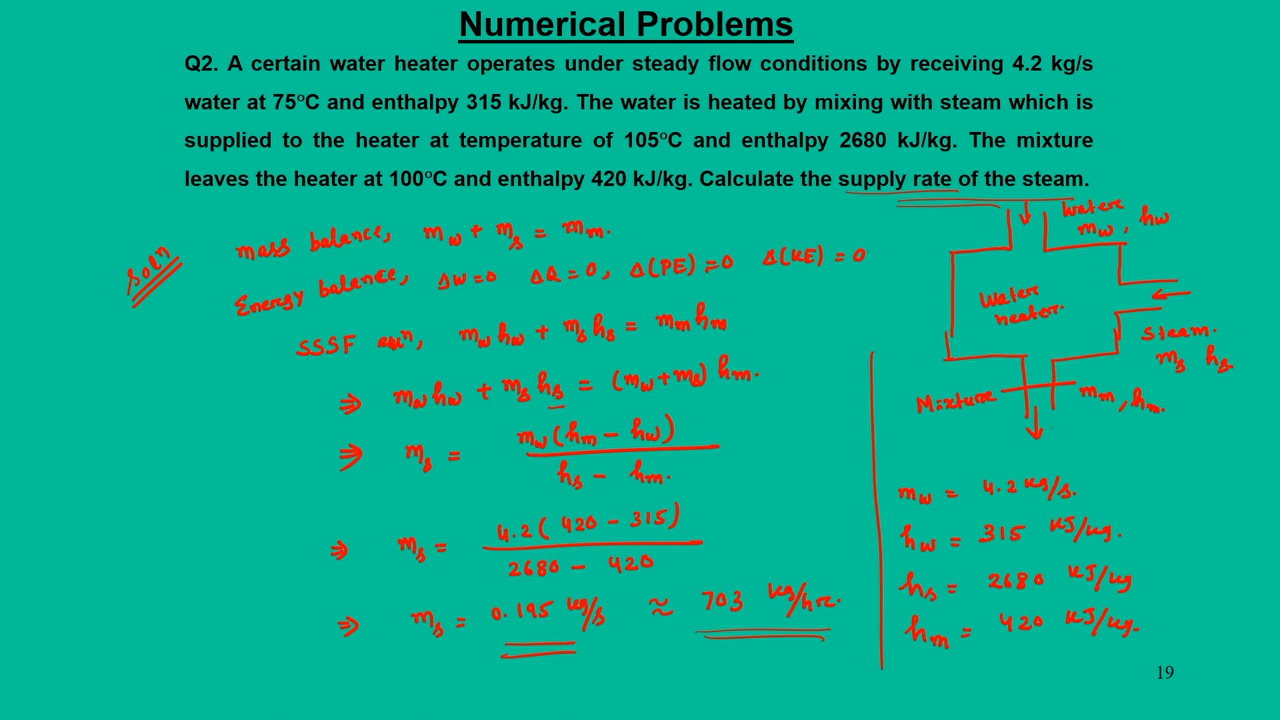 Numerical Problems
Q2. A certain water heater operates under steady flow conditions by receiving 4.2 kg/s
water at 75°C and enthalpy 315 kJ/kg. The water is heated by mixing with steam which is
supplied to the heater at temperature of 105°C and enthalpy 2680 kJ/kg. The mixture
leaves the heater at 100°C and enthalpy 420 kJ/kg. Calculate the supply rate of the steam.
Soln
mass balance, mw + ms = mm.
Energy balance, ΔW=0 ΔQ=0, Δ(PE)=0 Δ(KE)=0
SSSF eqn, mw hw + ms hs = mm hm
⇒ mw hw + ms hs = (mw+ms) hm.
⇒ ms = mw (hm - hw)
hs - hm.
⇒ ms = 4.2 (420 - 315)
2680 - 420
⇒ ms = 0.195 kg/s ≈ 703 kg/hr.
Water
mw, hw
Water
heater.
Steam.
ms hs
Mixture
mm, hm.
mw = 4.2 kg/s.
hw = 315 kJ/kg.
hs = 2680 kJ/kg
hm = 420 kJ/kg.
19